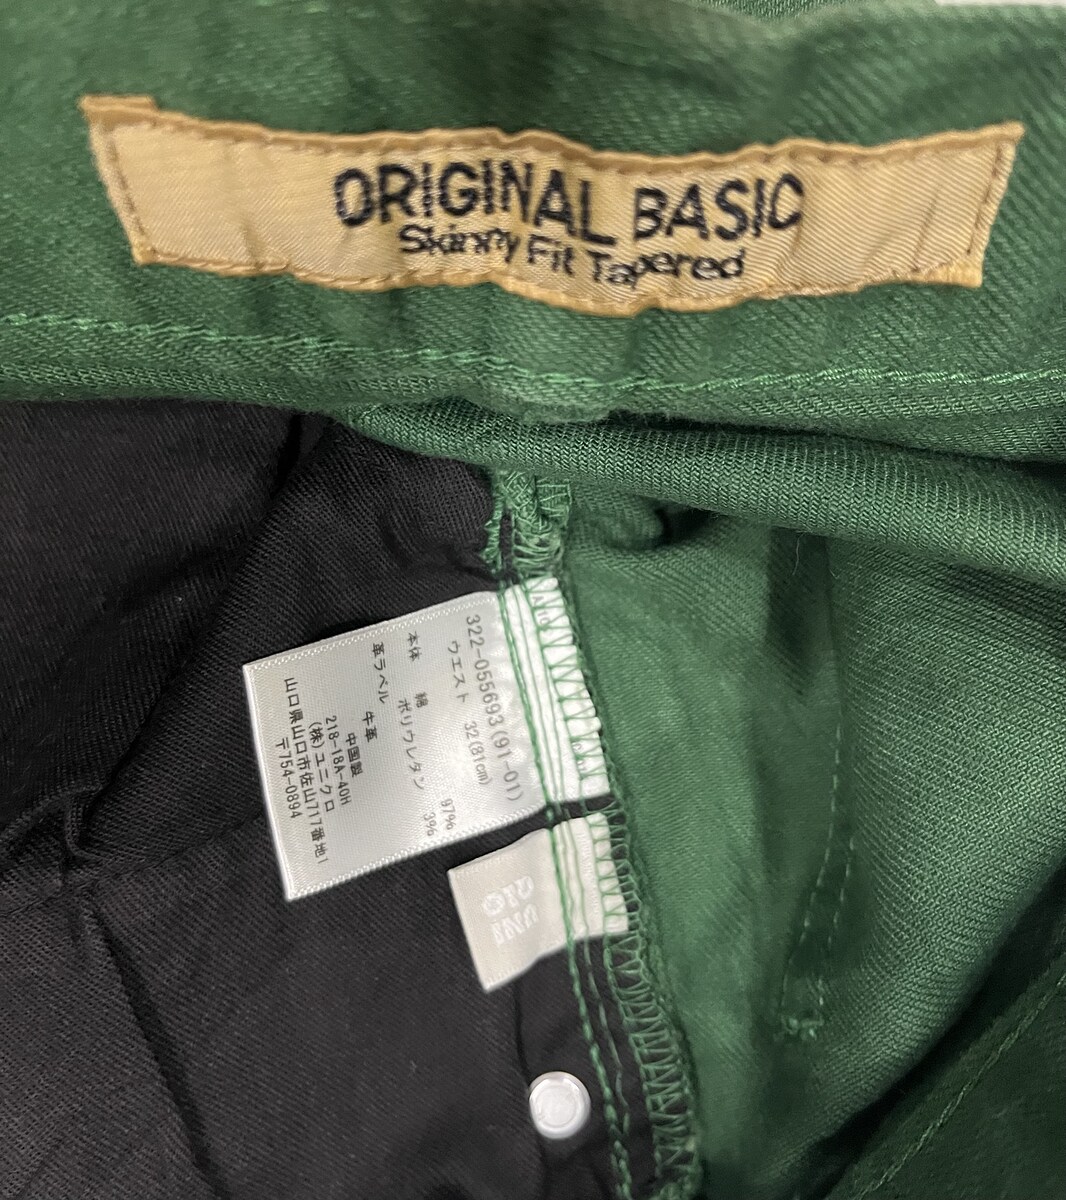 ORIGINAL BASIC
Skinny Fit Tapered
322-055693(91-01)
ウエスト 32(81cm)
本体 綿 97%
ポリウレタン 3%
革ラベル 牛革
中国製
218-18A-40H
(株)ユニクロ
山口県山口市佐山717番地1
〒754-0894